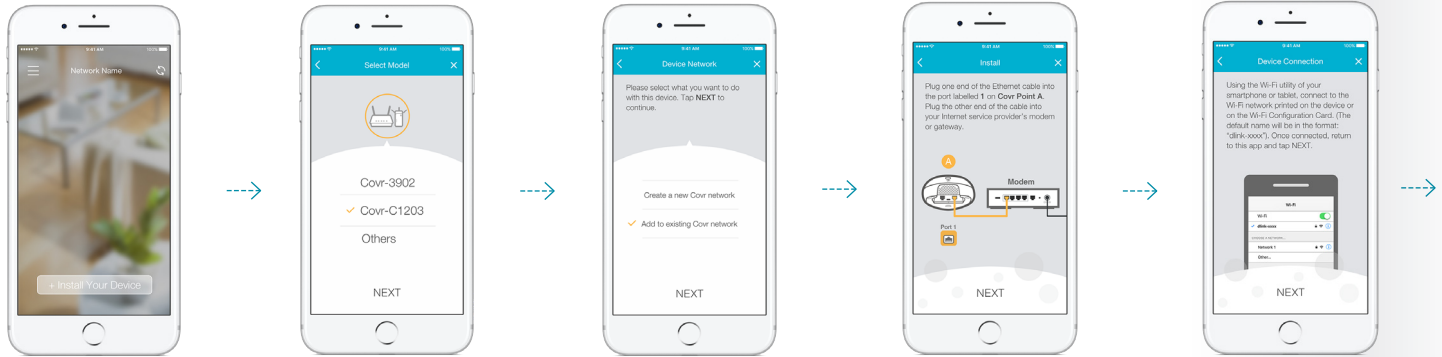 9:41 AM 100%
Network Name
+ Install Your Device
9:41 AM 100%
Select Model
Covr-3902
Covr-C1203
Others
NEXT
9:41 AM 100%
Device Network
Please select what you want to do
with this device. Tap NEXT to
continue.
Create a new Covr network
Add to existing Covr network
NEXT
9:41 AM 100%
Install
Plug one end of the Ethernet cable into
the port labelled 1 on Covr Point A.
Plug the other end of the cable into
your Internet service provider's modem
or gateway.
A
Modem
Port 1
NEXT
9:41 AM 100%
Device Connection
Using the Wi-Fi utility of your
smartphone or tablet, connect to the
Wi-Fi network printed on the device or
on the Wi-Fi Configuration Card. (The
default name will be in the format:
"dlink-xxxx"). Once connected, return
to this app and tap NEXT.
Wi-Fi
Wi-Fi
dlink-xxxx
CHOOSE A NETWORK...
Network 1
Other...
NEXT